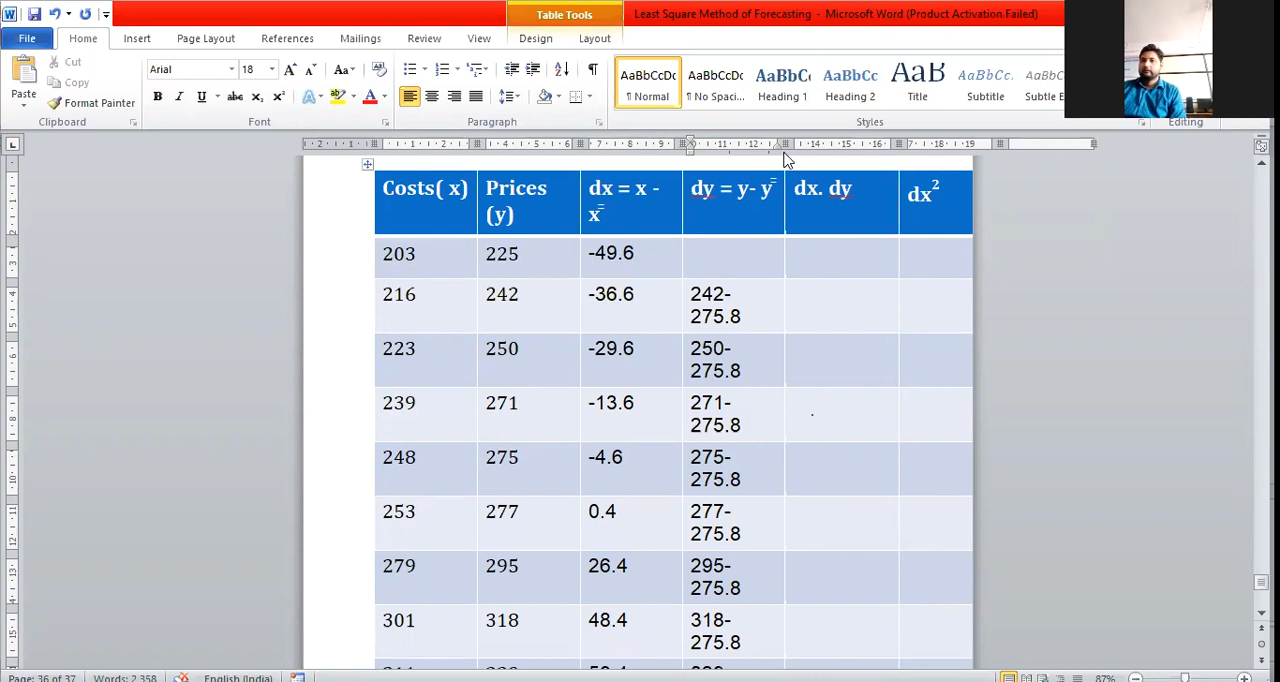 Table Tools
Least Square Method of Forecasting - Microsoft Word (Product Activation Failed)
File Home Insert Page Layout References Mailings Review View Design Layout
Cut
Copy
Format Painter
Paste
Clipboard
Arial 18
Font
Paragraph
AaBbCcDc AaBbCcDc AaBbC AaBbCc AaB AaBbCc. AaBbCc
¶ Normal ¶ No Spaci... Heading 1 Heading 2 Title Subtitle Subtle E
Styles
Editing
Costs( x) Prices (y) dx = x - x̄ dy = y- ȳ dx. dy dx²
203 225 -49.6
216 242 -36.6 242-275.8
223 250 -29.6 250-275.8
239 271 -13.6 271-275.8
248 275 -4.6 275-275.8
253 277 0.4 277-275.8
279 295 26.4 295-275.8
301 318 48.4 318-275.8
Page: 36 of 37 Words: 2,358 English (India) 87%